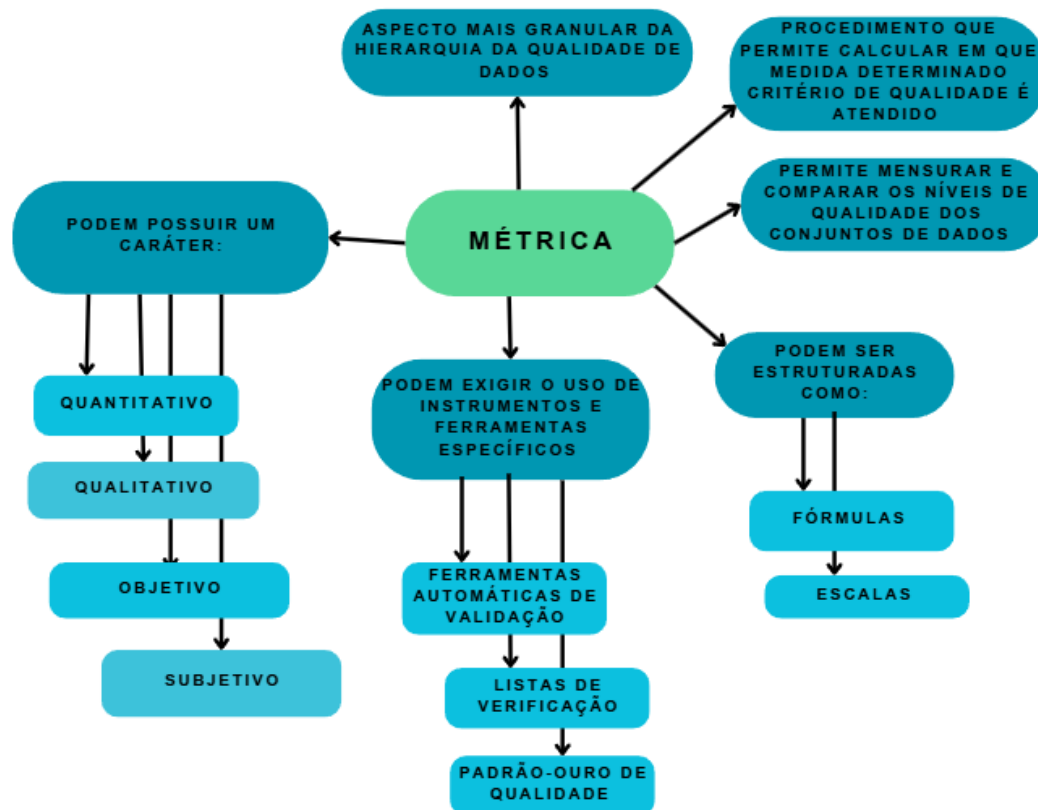 ASPECTO MAIS GRANULAR DA
HIERARQUIA DA QUALIDADE DE
DADOS
PROCEDIMENTO QUE
PERMITE CALCULAR EM QUE
MEDIDA DETERMINADO
CRITÉRIO DE QUALIDADE É
ATENDIDO
PERMITE MENSURAR E
COMPARAR OS NÍVEIS DE
QUALIDADE DOS
CONJUNTOS DE DADOS
PODEM POSSUIR UM
CARÁTER:
MÉTRICA
PODEM SER
ESTRUTURADAS
COMO:
PODEM EXIGIR O USO DE
INSTRUMENTOS E
FERRAMENTAS
ESPECÍFICOS
QUANTITATIVO
QUALITATIVO
OBJETIVO
SUBJETIVO
FERRAMENTAS
AUTOMÁTICAS DE
VALIDAÇÃO
LISTAS DE
VERIFICAÇÃO
PADRÃO-OURO DE
QUALIDADE
FÓRMULAS
ESCALAS